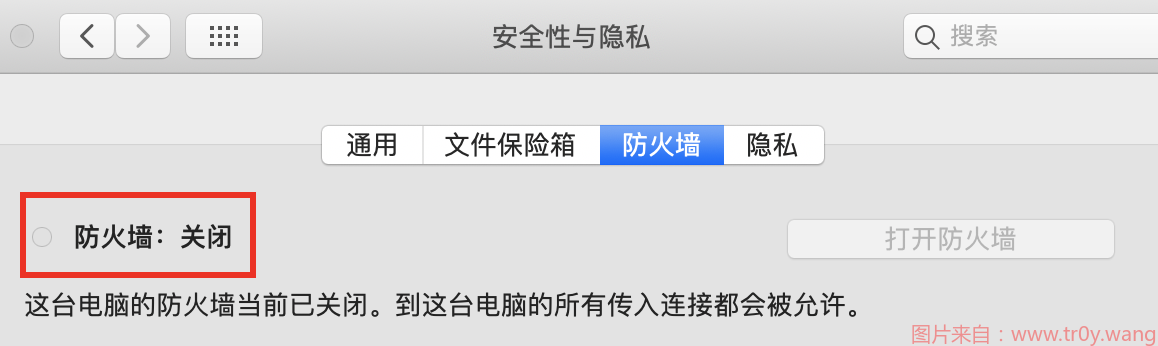 安全性与隐私
搜索
通用
文件保险箱
防火墙
隐私
防火墙：关闭
打开防火墙
这台电脑的防火墙当前已关闭。到这台电脑的所有传入连接都会被允许。
图片来自：www.tr0y.wang